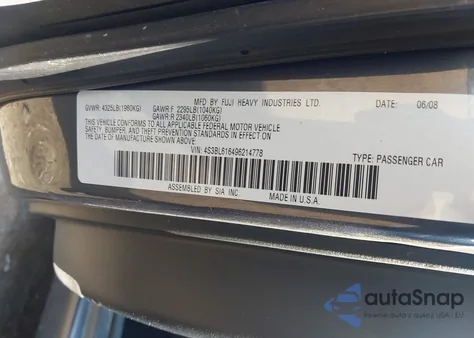 MFD BY FUJI HEAVY INDUSTRIES LTD. DATE: 06/08
GVWR: 4325LB(1960KG) GAWR:F 2295LB(1040KG)
GAWR:R 2340LB(1060KG)
THIS VEHICLE CONFORMS TO ALL APPLICABLE FEDERAL MOTOR VEHICLE
SAFETY, BUMPER, AND THEFT PREVENTION STANDARDS IN EFFECT ON
THE DATE OF MANUFACTURE SHOWN ABOVE.
VIN: 4S3BL616496214778 TYPE: PASSENGER CAR
ASSEMBLED BY SIA INC. MADE IN U.S.A.
autaSnap